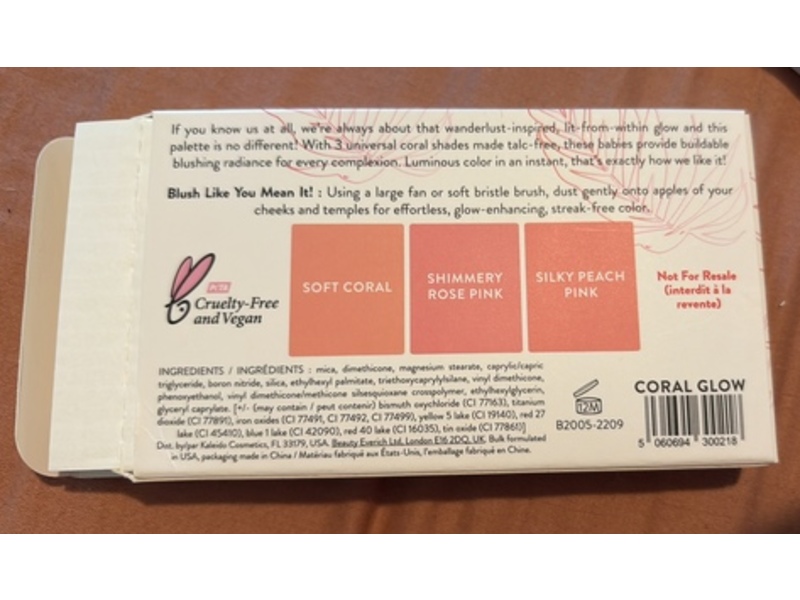 If you know us at all, we're always about that wanderlust-inspired, lit-from-within glow and this
palette is no different! With 3 universal coral shades made talc-free, these babies provide buildable
blushing radiance for every complexion. Luminous color in an instant, that's exactly how we like it!
Blush Like You Mean It! : Using a large fan or soft bristle brush, dust gently onto apples of your
cheeks and temples for effortless, glow-enhancing, streak-free color.
PETA
Cruelty-Free
and Vegan
SOFT CORAL
SHIMMERY
ROSE PINK
SILKY PEACH
PINK
Not For Resale
(interdit à la
revente)
INGREDIENTS / INGRÉDIENTS : mica, dimethicone, magnesium stearate, caprylic/capric
triglyceride, boron nitride, silica, ethylhexyl palmitate, triethoxycaprylylsilane, vinyl dimethicone,
phenoxyethanol, vinyl dimethicone/methicone silsesquioxane crosspolymer, ethylhexylglycerin,
glyceryl caprylate. [+/- (may contain / peut contenir) bismuth oxychloride (CI 77163), titanium
dioxide (CI 77891), iron oxides (CI 77491, CI 77492, CI 77499), yellow 5 lake (CI 19140), red 27
lake (CI 45410), blue 1 lake (CI 42090), red 40 lake (CI 16035), tin oxide (CI 77861)]
Dist. by/par Kaleido Cosmetics, FL 33179, USA. Beauty Everich Ltd, London E16 2DQ, UK. Bulk formulated
in USA, packaging made in China / Matériau fabriqué aux États-Unis, l'emballage fabriqué en Chine.
12M
B2005-2209
CORAL GLOW
5 060694 300218